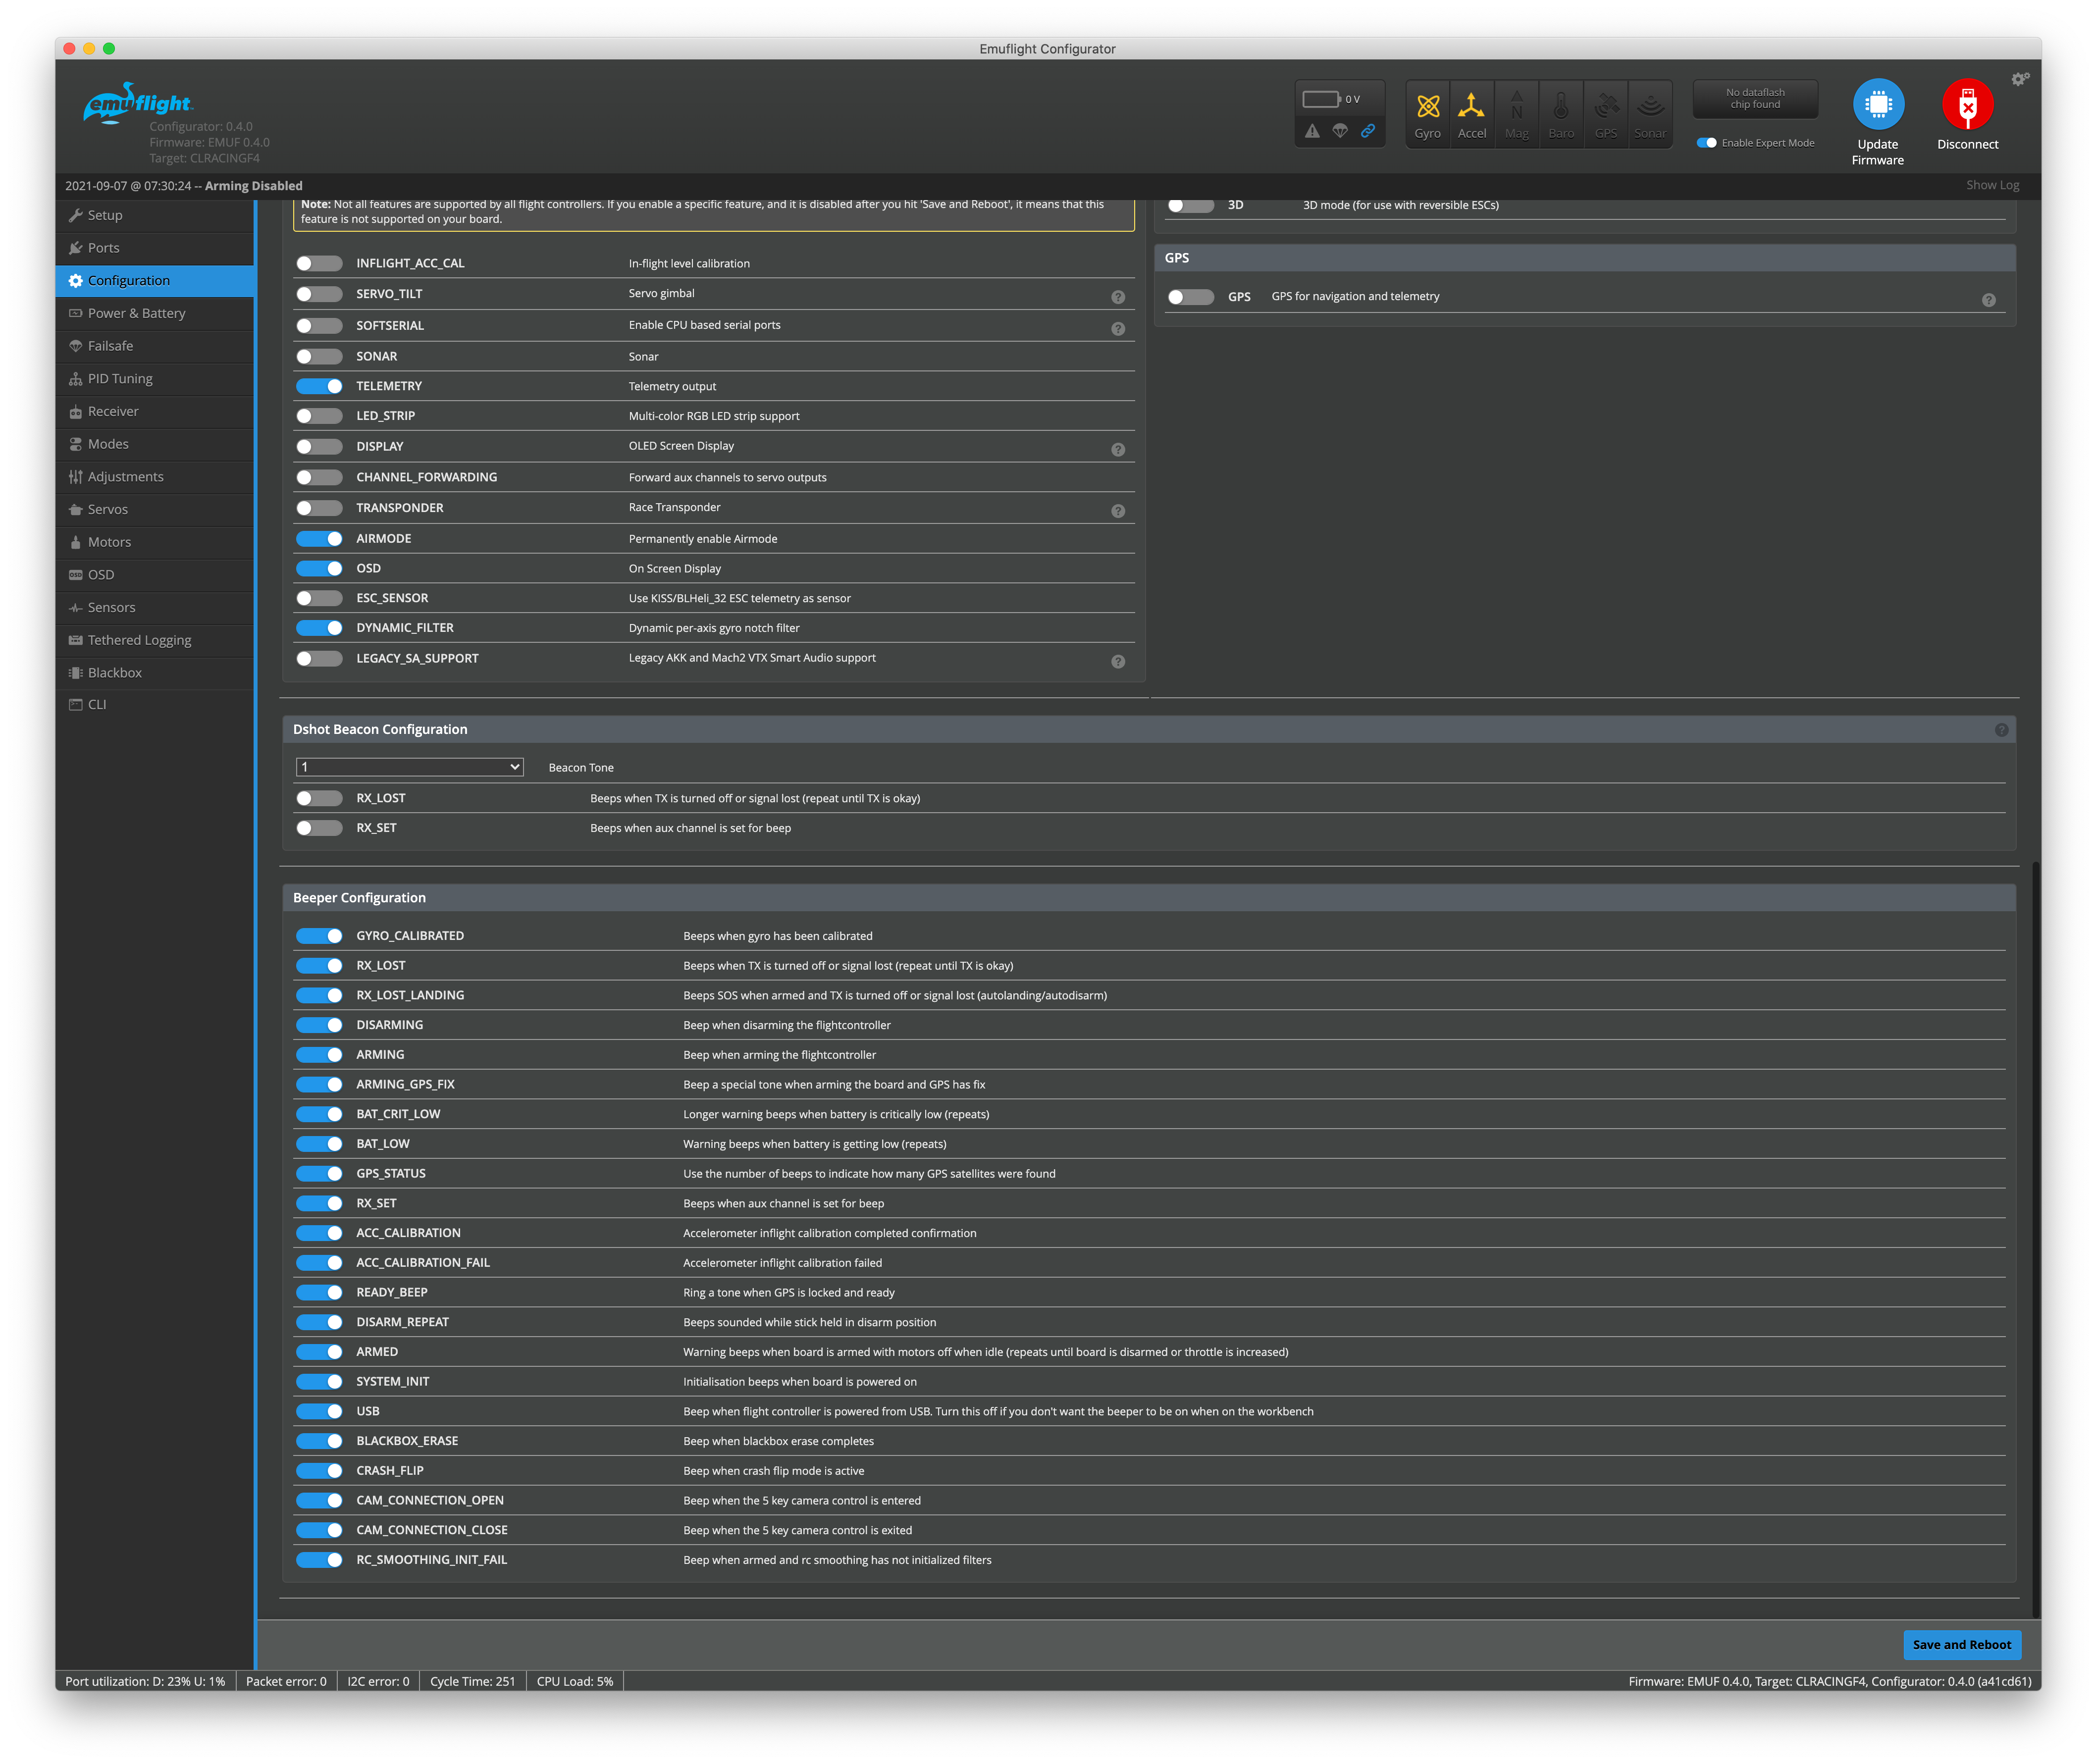 Emuflight Configurator
emuflight
Configurator: 0.4.0
Firmware: EMUF 0.4.0
Target: CLRACINGF4
0 V
Gyro
Accel
Mag
Baro
GPS
Sonar
No dataflash
chip found
Enable Expert Mode
Update
Firmware
Disconnect
2021-09-07 @ 07:30:24 -- Arming Disabled
Show Log
Setup
Ports
Configuration
Power & Battery
Failsafe
PID Tuning
Receiver
Modes
Adjustments
Servos
Motors
OSD
Sensors
Tethered Logging
Blackbox
CLI
Note: Not all features are supported by all flight controllers. If you enable a specific feature, and it is disabled after you hit 'Save and Reboot', it means that this
feature is not supported on your board.
INFLIGHT_ACC_CAL In-flight level calibration
SERVO_TILT Servo gimbal
SOFTSERIAL Enable CPU based serial ports
SONAR Sonar
TELEMETRY Telemetry output
LED_STRIP Multi-color RGB LED strip support
DISPLAY OLED Screen Display
CHANNEL_FORWARDING Forward aux channels to servo outputs
TRANSPONDER Race Transponder
AIRMODE Permanently enable Airmode
OSD On Screen Display
ESC_SENSOR Use KISS/BLHeli_32 ESC telemetry as sensor
DYNAMIC_FILTER Dynamic per-axis gyro notch filter
LEGACY_SA_SUPPORT Legacy AKK and Mach2 VTX Smart Audio support
3D 3D mode (for use with reversible ESCs)
GPS
GPS GPS for navigation and telemetry
Dshot Beacon Configuration
1 Beacon Tone
RX_LOST Beeps when TX is turned off or signal lost (repeat until TX is okay)
RX_SET Beeps when aux channel is set for beep
Beeper Configuration
GYRO_CALIBRATED Beeps when gyro has been calibrated
RX_LOST Beeps when TX is turned off or signal lost (repeat until TX is okay)
RX_LOST_LANDING Beeps SOS when armed and TX is turned off or signal lost (autolanding/autodisarm)
DISARMING Beep when disarming the flightcontroller
ARMING Beep when arming the flightcontroller
ARMING_GPS_FIX Beep a special tone when arming the board and GPS has fix
BAT_CRIT_LOW Longer warning beeps when battery is critically low (repeats)
BAT_LOW Warning beeps when battery is getting low (repeats)
GPS_STATUS Use the number of beeps to indicate how many GPS satellites were found
RX_SET Beeps when aux channel is set for beep
ACC_CALIBRATION Accelerometer inflight calibration completed confirmation
ACC_CALIBRATION_FAIL Accelerometer inflight calibration failed
READY_BEEP Ring a tone when GPS is locked and ready
DISARM_REPEAT Beeps sounded while stick held in disarm position
ARMED Warning beeps when board is armed with motors off when idle (repeats until board is disarmed or throttle is increased)
SYSTEM_INIT Initialisation beeps when board is powered on
USB Beep when flight controller is powered from USB. Turn this off if you don't want the beeper to be on when on the workbench
BLACKBOX_ERASE Beep when blackbox erase completes
CRASH_FLIP Beep when crash flip mode is active
CAM_CONNECTION_OPEN Beep when the 5 key camera control is entered
CAM_CONNECTION_CLOSE Beep when the 5 key camera control is exited
RC_SMOOTHING_INIT_FAIL Beep when armed and rc smoothing has not initialized filters
Save and Reboot
Port utilization: D: 23% U: 1% Packet error: 0 I2C error: 0 Cycle Time: 251 CPU Load: 5% Firmware: EMUF 0.4.0, Target: CLRACINGF4, Configurator: 0.4.0 (a41cd61)